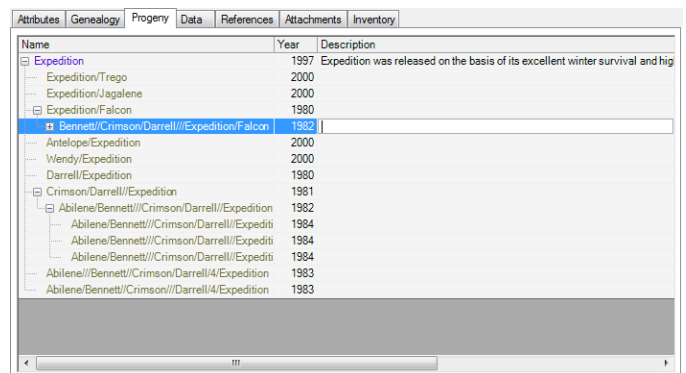 Attributes Genealogy Progeny Data References Attachments Inventory
Name Year Description
Expedition 1997 Expedition was released on the basis of its excellent winter survival and hig
Expedition/Trego 2000
Expedition/Jagalene 2000
Expedition/Falcon 1980
Bennett//Crimson/Darrell///Expedition/Falcon 1982
Antelope/Expedition 2000
Wendy/Expedition 2000
Darrell/Expedition 1980
Crimson/Darrell//Expedition 1981
Abilene/Bennett///Crimson/Darrell//Expedition 1982
Abilene/Bennett///Crimson/Darrell//Expediti 1984
Abilene/Bennett///Crimson/Darrell//Expediti 1984
Abilene/Bennett///Crimson/Darrell//Expediti 1984
Abilene///Bennett//Crimson/Darrell/4/Expedition 1983
Abilene/Bennett//Crimson///Darrell/4/Expedition 1983